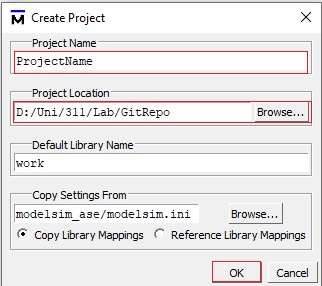 Create Project
Project Name
ProjectName
Project Location
D:/Uni/311/Lab/GitRepo Browse...
Default Library Name
work
Copy Settings From
modelsim_ase/modelsim.ini Browse...
Copy Library Mappings Reference Library Mappings
OK Cancel